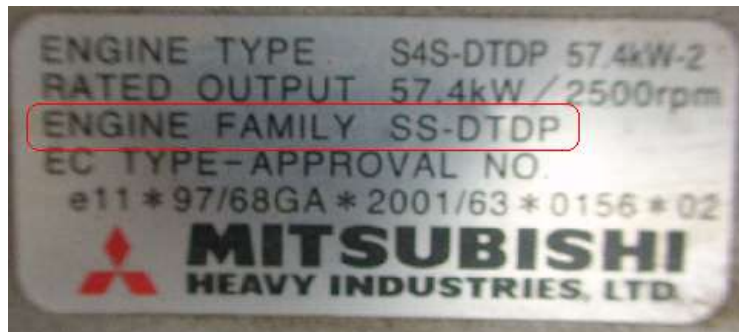 ENGINE TYPE S4S-DTDP 57.4kW-2
RATED OUTPUT 57.4kW/2500rpm
ENGINE FAMILY SS-DTDP
EC TYPE-APPROVAL NO.
e11*97/68GA*2001/63*0156*02
MITSUBISHI
HEAVY INDUSTRIES, LTD.